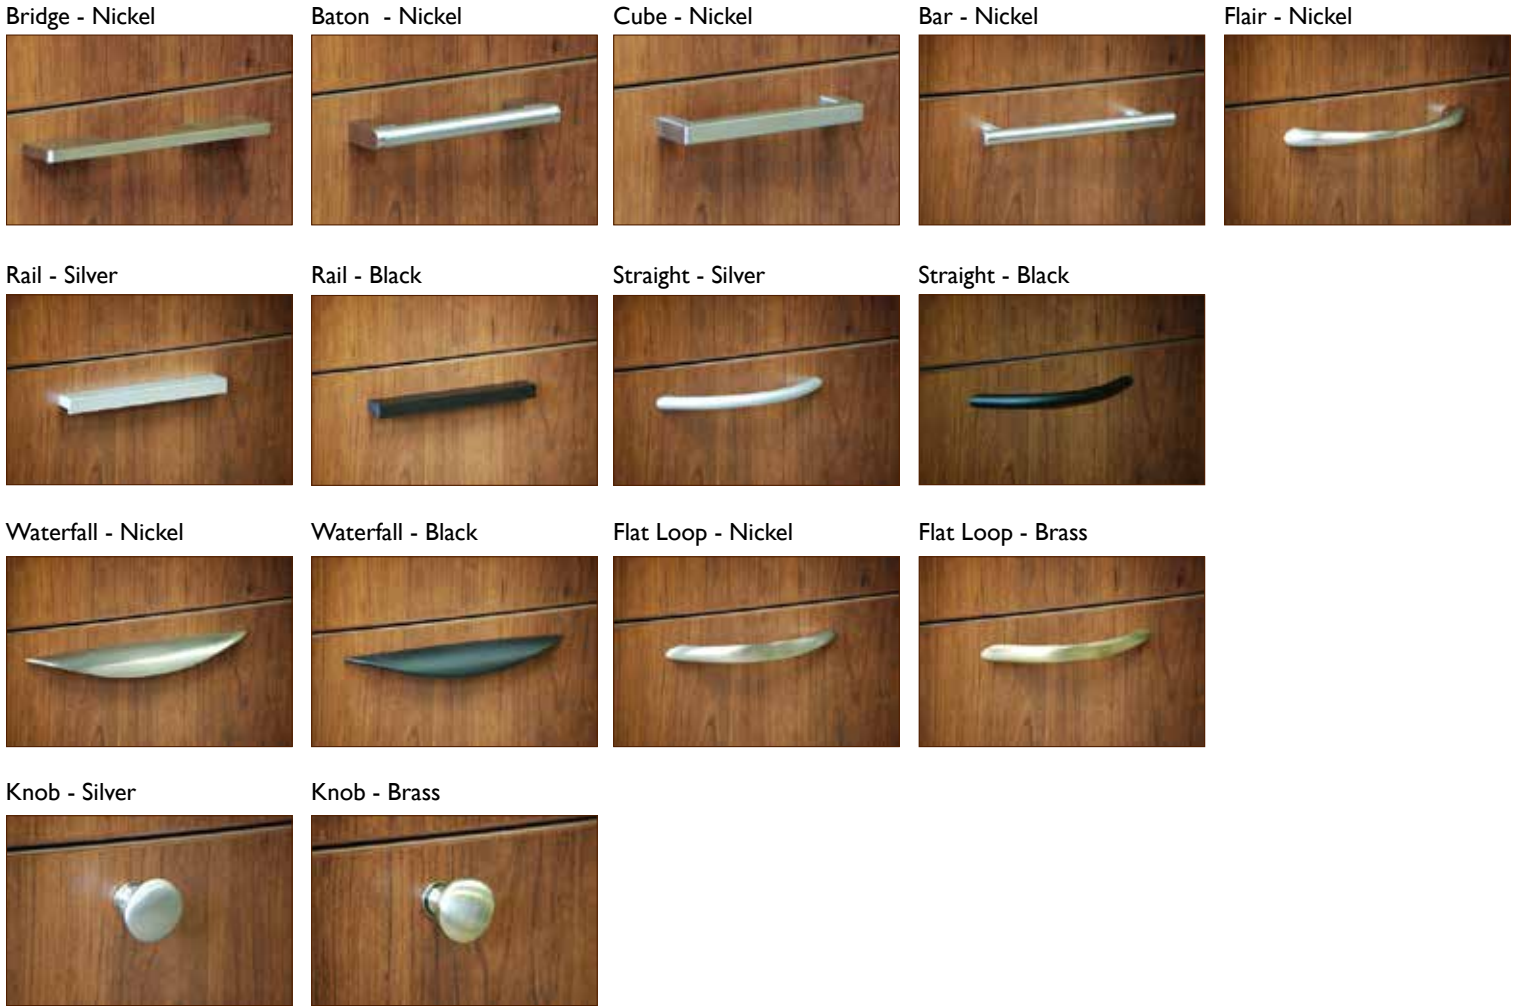 Bridge - Nickel
Baton - Nickel
Cube - Nickel
Bar - Nickel
Flair - Nickel
Rail - Silver
Rail - Black
Straight - Silver
Straight - Black
Waterfall - Nickel
Waterfall - Black
Flat Loop - Nickel
Flat Loop - Brass
Knob - Silver
Knob - Brass